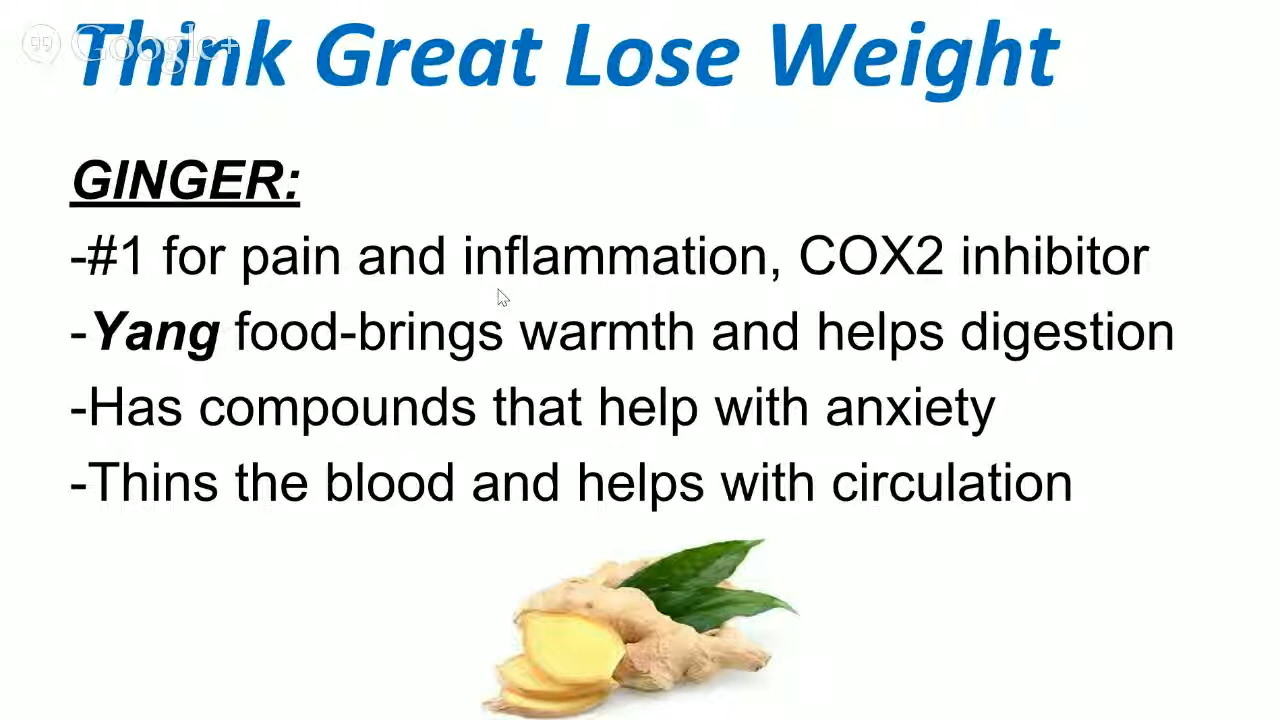 Google+
Think Great Lose Weight
GINGER:
-#1 for pain and inflammation, COX2 inhibitor
-Yang food-brings warmth and helps digestion
-Has compounds that help with anxiety
-Thins the blood and helps with circulation